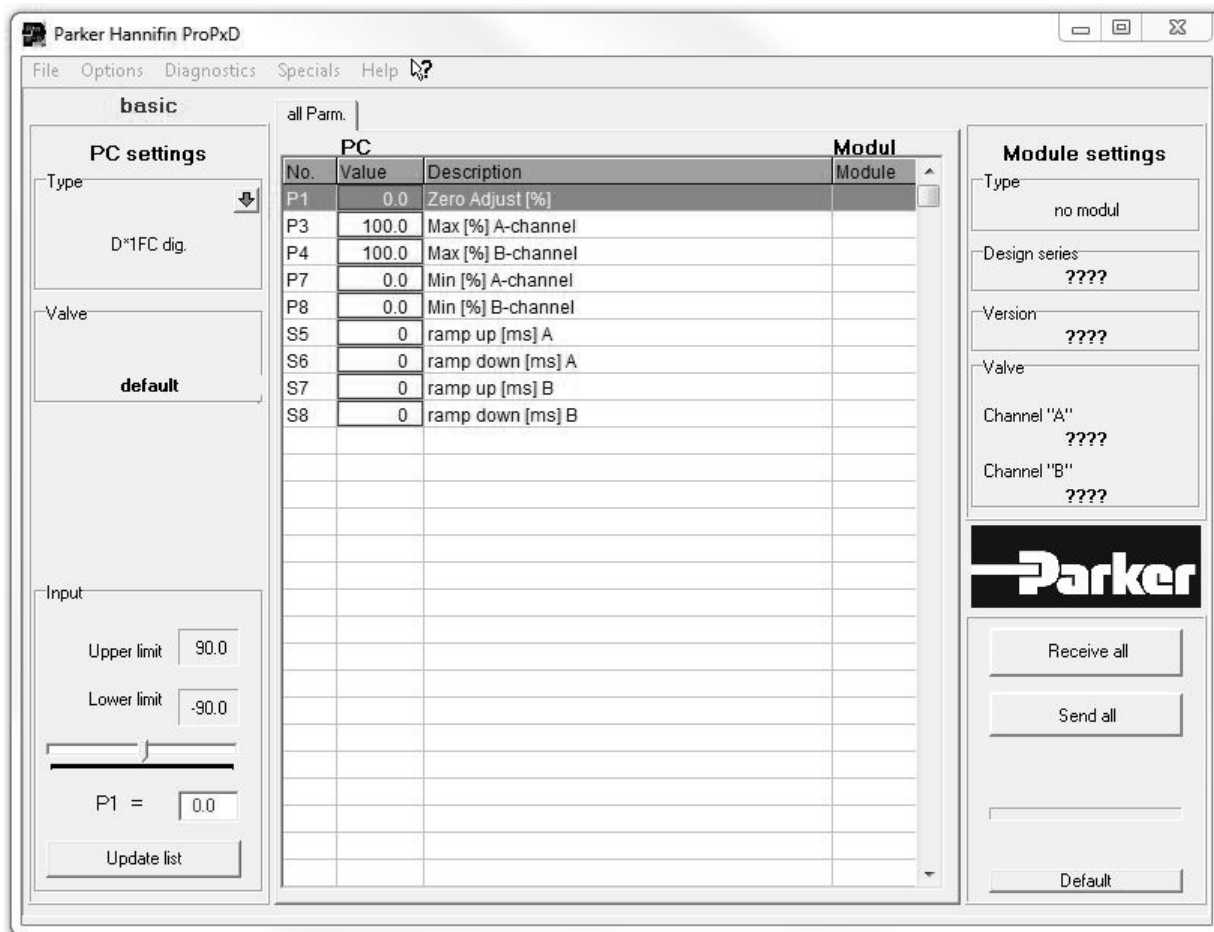 Parker Hannifin ProPxD
File Options Diagnostics Specials Help ?
basic
PC settings
Type
D*1FC dig.
Valve
default
Input
Upper limit 90.0
Lower limit -90.0
P1 = 0.0
Update list
all Parm.
PC Modul
No. Value Description Module
P1 0.0 Zero Adjust [%]
P3 100.0 Max [%] A-channel
P4 100.0 Max [%] B-channel
P7 0.0 Min [%] A-channel
P8 0.0 Min [%] B-channel
S5 0 ramp up [ms] A
S6 0 ramp down [ms] A
S7 0 ramp up [ms] B
S8 0 ramp down [ms] B
Module settings
Type
no modul
Design series
????
Version
????
Valve
Channel "A"
????
Channel "B"
????
Parker
Receive all
Send all
Default